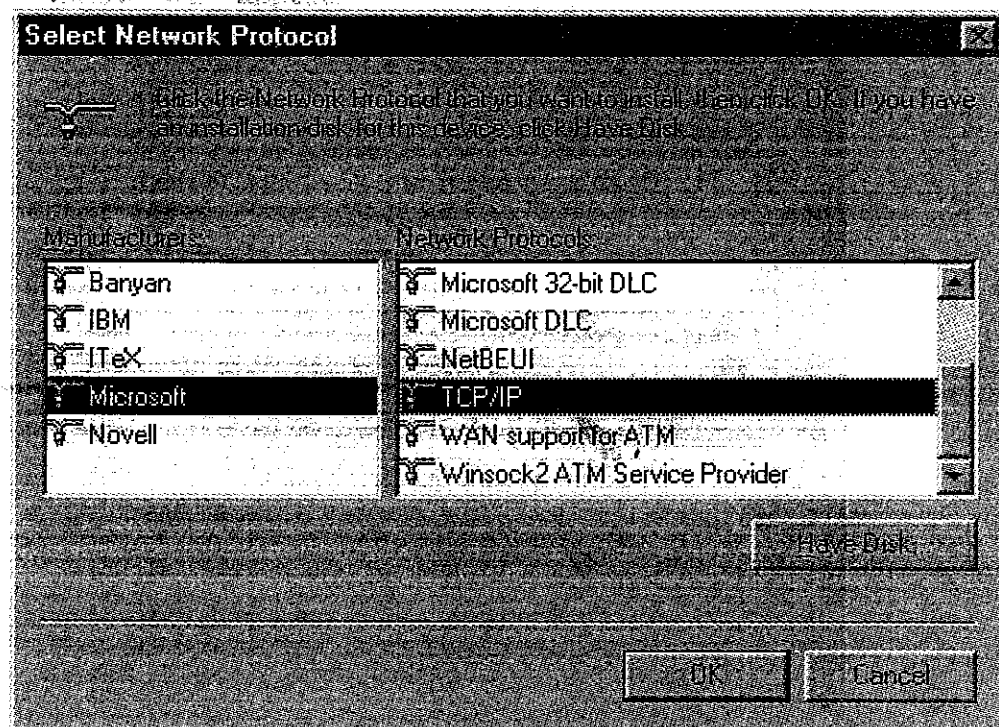 Select Network Protocol
Click the Network Protocol that you want to install, then click OK. If you have
an installation disk for this device, click Have Disk.
Manufacturers:
Network Protocols:
Banyan
IBM
ITeX
Microsoft
Novell
Microsoft 32-bit DLC
Microsoft DLC
NetBEUI
TCP/IP
WAN support for ATM
Winsock2 ATM Service Provider
Have Disk...
OK
Cancel